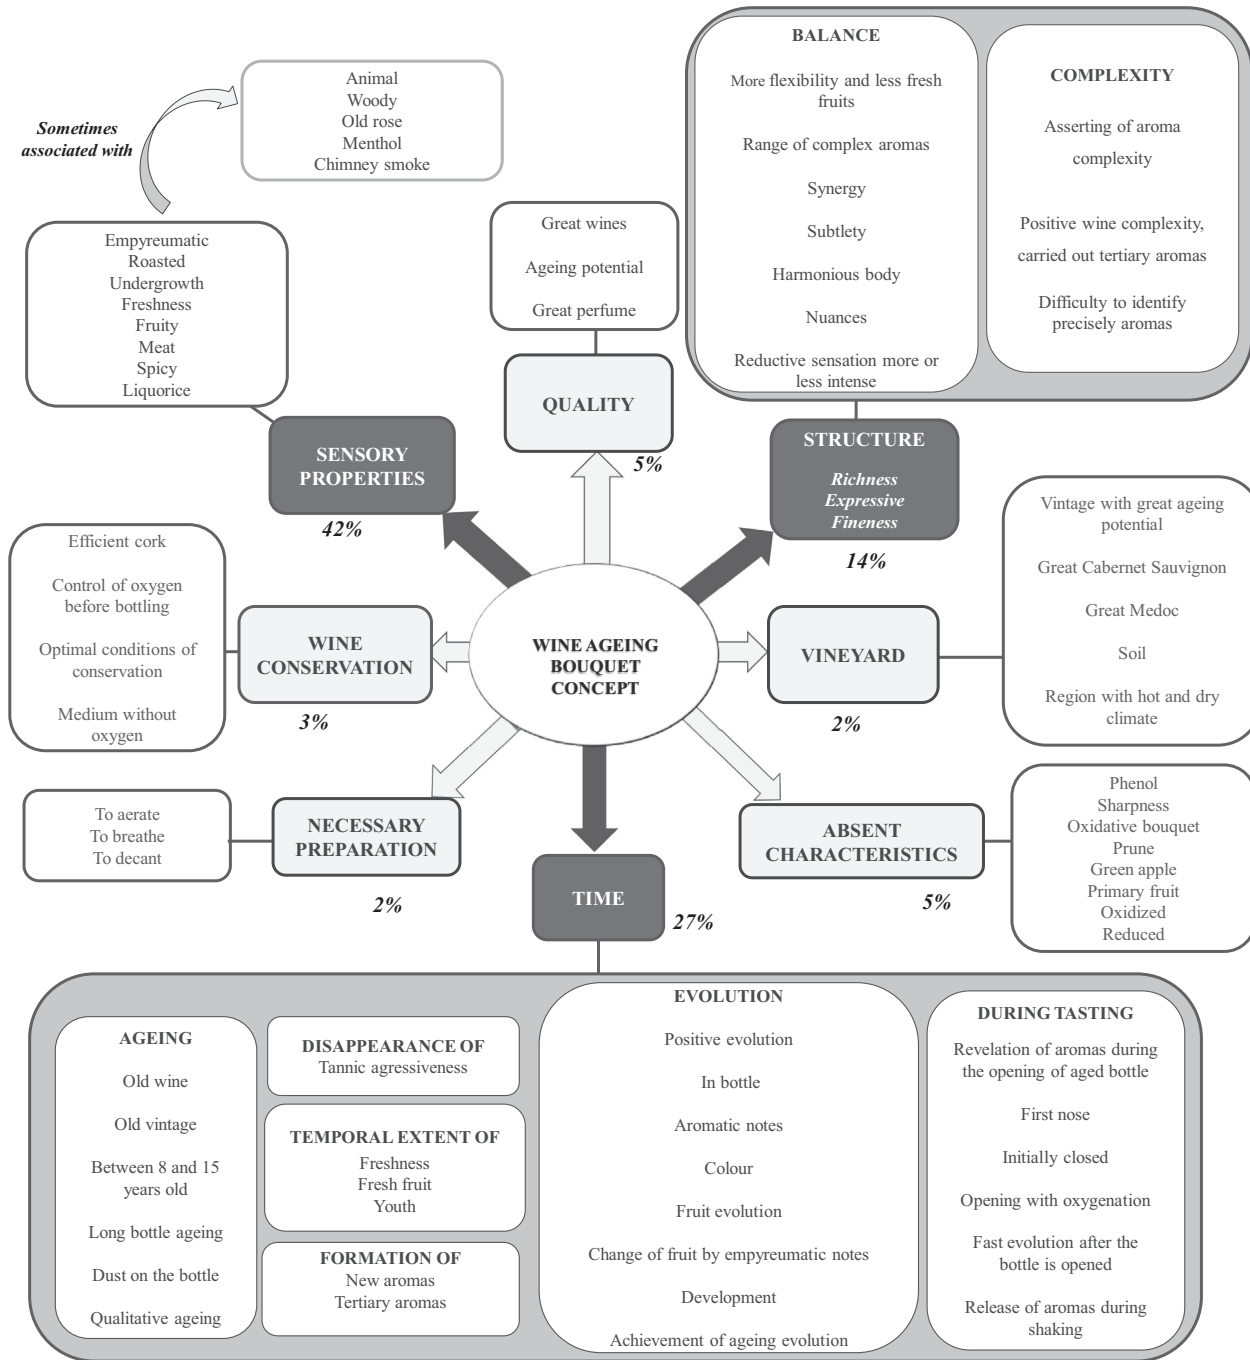 Sometimes
associated with
Animal
Woody
Old rose
Menthol
Chimney smoke
Empyreumatic
Roasted
Undergrowth
Freshness
Fruity
Meat
Spicy
Liquorice
SENSORY
PROPERTIES
42%
Great wines
Ageing potential
Great perfume
QUALITY
5%
BALANCE
More flexibility and less fresh
fruits
Range of complex aromas
Synergy
Subtlety
Harmonious body
Nuances
Reductive sensation more or
less intense
COMPLEXITY
Asserting of aroma
complexity
Positive wine complexity,
carried out tertiary aromas
Difficulty to identify
precisely aromas
STRUCTURE
Richness
Expressive
Fineness
14%
Efficient cork
Control of oxygen
before bottling
Optimal conditions of
conservation
Medium without
oxygen
WINE
CONSERVATION
3%
WINE AGEING
BOUQUET
CONCEPT
VINEYARD
2%
Vintage with great ageing
potential
Great Cabernet Sauvignon
Great Medoc
Soil
Region with hot and dry
climate
To aerate
To breathe
To decant
NECESSARY
PREPARATION
2%
TIME
27%
ABSENT
CHARACTERISTICS
5%
Phenol
Sharpness
Oxidative bouquet
Prune
Green apple
Primary fruit
Oxidized
Reduced
AGEING
Old wine
Old vintage
Between 8 and 15
years old
Long bottle ageing
Dust on the bottle
Qualitative ageing
DISAPPEARANCE OF
Tannic agressiveness
TEMPORAL EXTENT OF
Freshness
Fresh fruit
Youth
FORMATION OF
New aromas
Tertiary aromas
EVOLUTION
Positive evolution
In bottle
Aromatic notes
Colour
Fruit evolution
Change of fruit by empyreumatic notes
Development
Achievement of ageing evolution
DURING TASTING
Revelation of aromas during
the opening of aged bottle
First nose
Initially closed
Opening with oxygenation
Fast evolution after the
bottle is opened
Release of aromas during
shaking